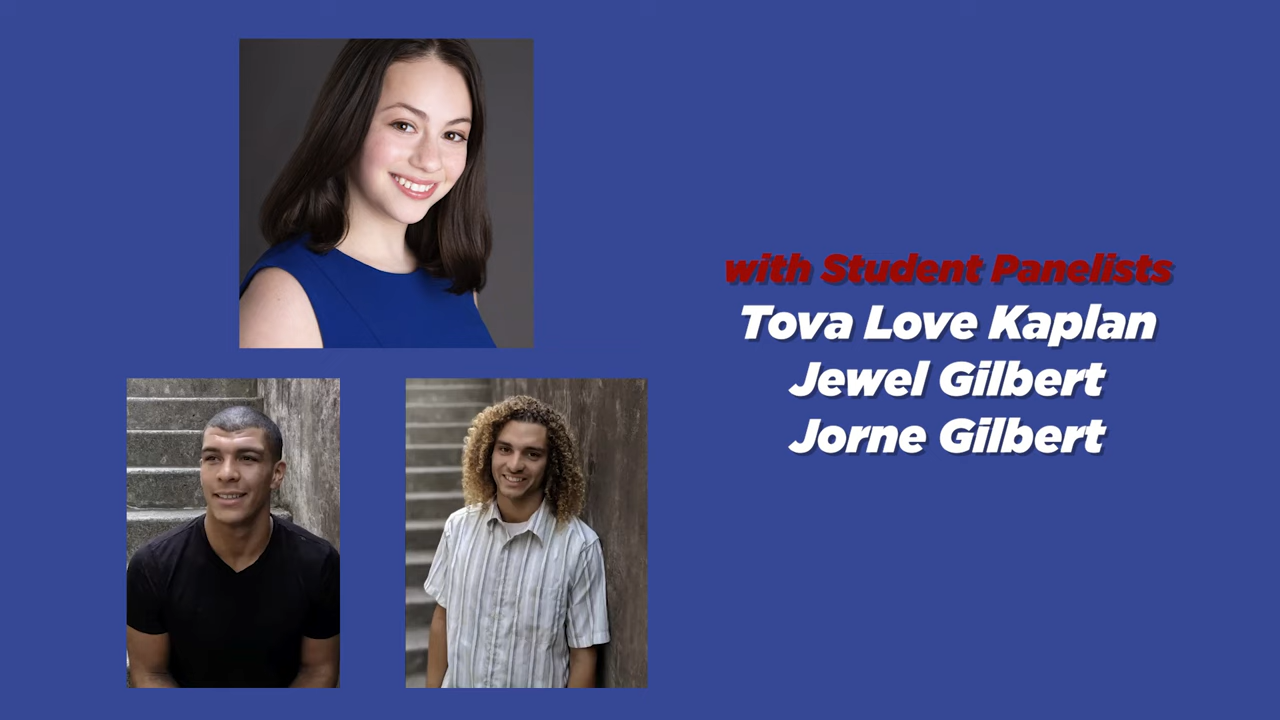 with Student Panelists
Tova Love Kaplan
Jewel Gilbert
Jorne Gilbert